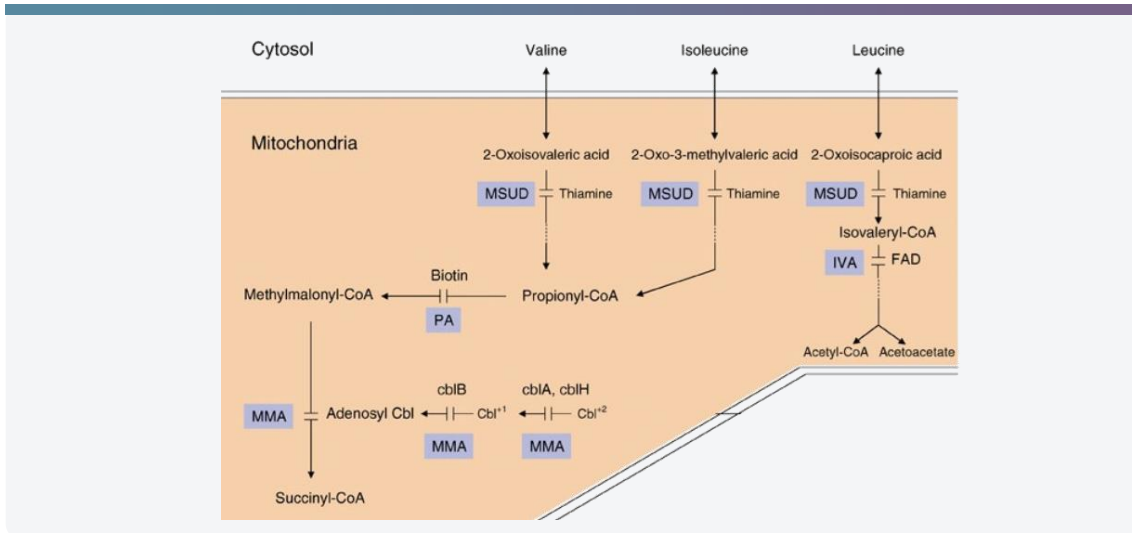 Cytosol
Valine
Isoleucine
Leucine
Mitochondria
2-Oxoisovaleric acid
2-Oxo-3-methylvaleric acid
2-Oxoisocaproic acid
MSUD
Thiamine
MSUD
Thiamine
MSUD
Thiamine
Isovaleryl-CoA
IVA
FAD
Biotin
Methylmalonyl-CoA
Propionyl-CoA
PA
Acetyl-CoA
Acetoacetate
cblB
cblA, cblH
MMA
Adenosyl Cbl
Cbl+1
Cbl+2
MMA
MMA
Succinyl-CoA